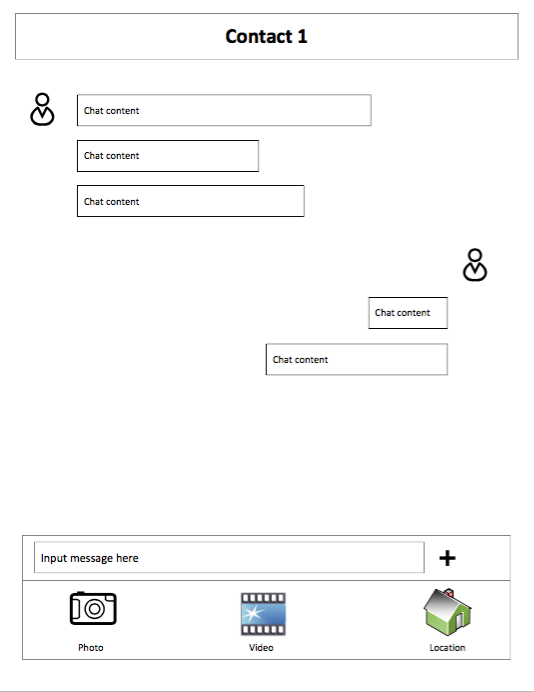 Contact 1
Chat content
Chat content
Chat content
Chat content
Chat content
Input message here
Photo
Video
Location